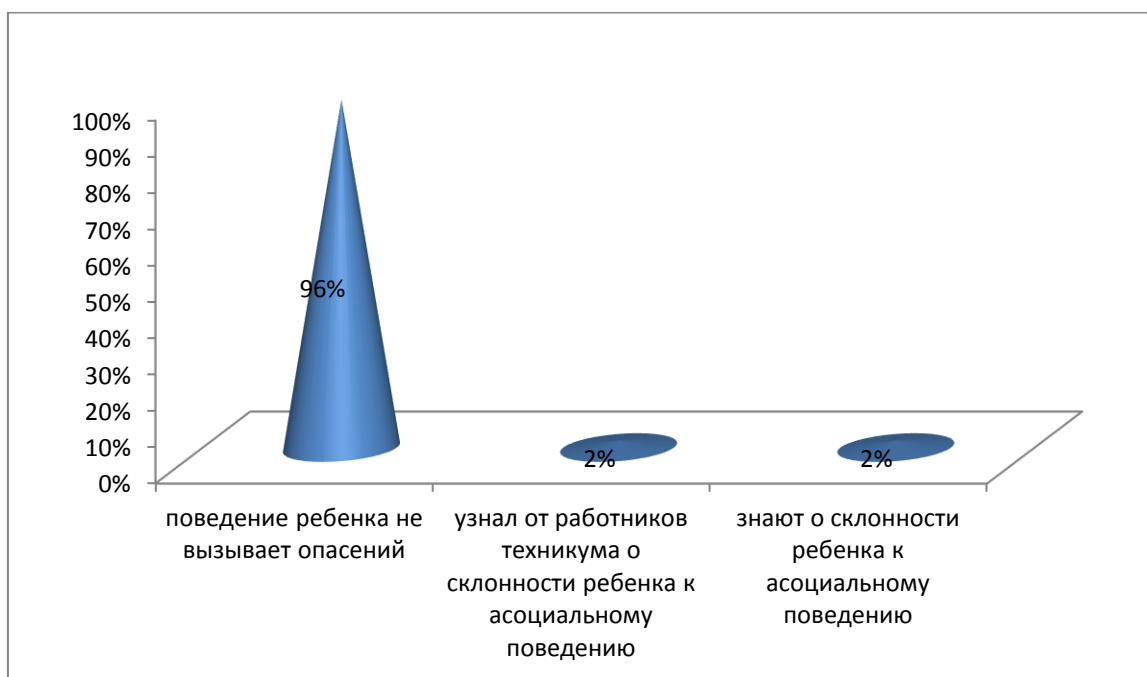 100%
90%
80%
70%
60%
50%
40%
30%
20%
10%
0%
96%
2%
2%
поведение ребенка не
вызывает опасений
узнал от работников
техникума о
склонности ребенка к
асоциальному
поведению
знают о склонности
ребенка к
асоциальному
поведению